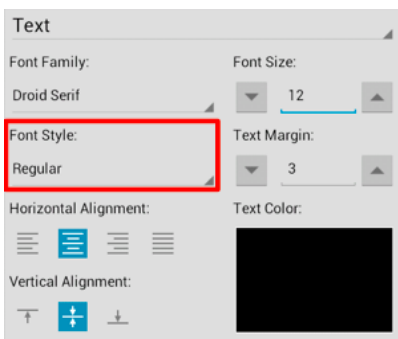 Text
Font Family:
Font Size:
Droid Serif
12
Font Style:
Text Margin:
Regular
3
Horizontal Alignment:
Text Color:
Vertical Alignment: